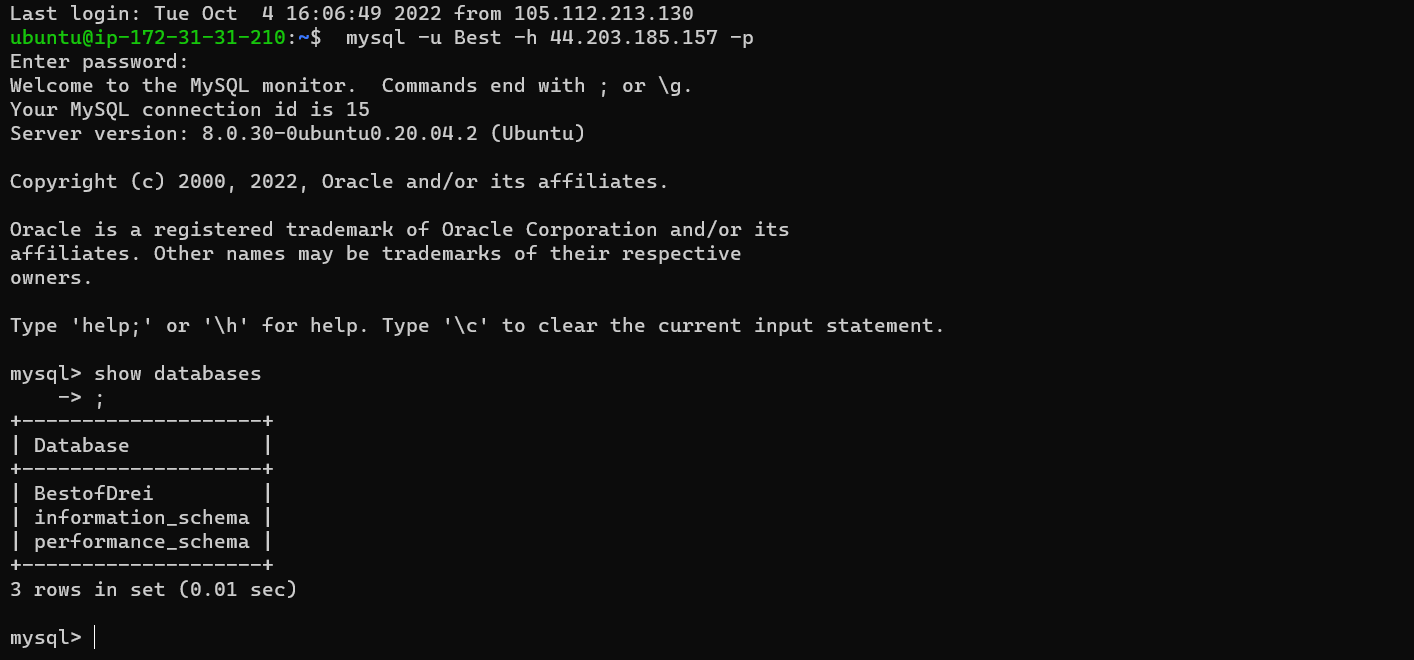 Last login: Tue Oct  4 16:06:49 2022 from 105.112.213.130
ubuntu@ip-172-31-31-210:~$  mysql -u Best -h 44.203.185.157 -p
Enter password:
Welcome to the MySQL monitor.  Commands end with ; or \g.
Your MySQL connection id is 15
Server version: 8.0.30-0ubuntu0.20.04.2 (Ubuntu)

Copyright (c) 2000, 2022, Oracle and/or its affiliates.

Oracle is a registered trademark of Oracle Corporation and/or its
affiliates. Other names may be trademarks of their respective
owners.

Type 'help;' or '\h' for help. Type '\c' to clear the current input statement.

mysql> show databases
    -> ;
+--------------------+
| Database           |
+--------------------+
| BestofDrei         |
| information_schema |
| performance_schema |
+--------------------+
3 rows in set (0.01 sec)

mysql>